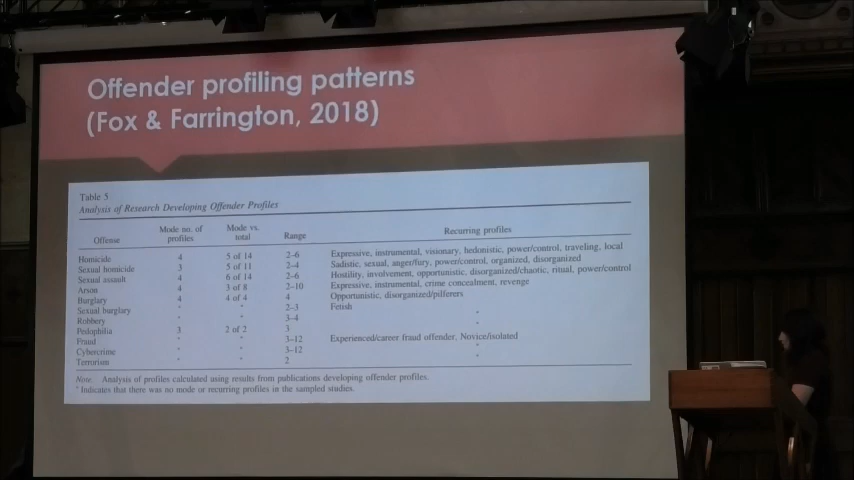 Offender profiling patterns
(Fox & Farrington, 2018)
Table 5
Analysis of Research Developing Offender Profiles
Offense Mode no. of profiles Mode vs. total Range Recurring profiles
Homicide 4 5 of 14 2–6 Expressive, instrumental, visionary, hedonistic, power/control, traveling, local
Sexual homicide 3 5 of 11 2–4 Sadistic, sexual, anger/fury, power/control, organized, disorganized
Sexual assault 4 6 of 14 2–6 Hostility, involvement, opportunistic, disorganized/chaotic, ritual, power/control
Arson 4 3 of 8 2–10 Expressive, instrumental, crime concealment, revenge
Burglary 4 4 of 4 4 Opportunistic, disorganized/pilferers
Sexual burglary * * 2–3 Fetish
Robbery * * 3–4 *
Pedophilia 3 2 of 2 3 *
Fraud * * 3–12 Experienced/career fraud offender, Novice/isolated
Cybercrime * * 3–12 *
Terrorism * * 2 *
Note. Analysis of profiles calculated using results from publications developing offender profiles.
* Indicates that there was no mode or recurring profiles in the sampled studies.